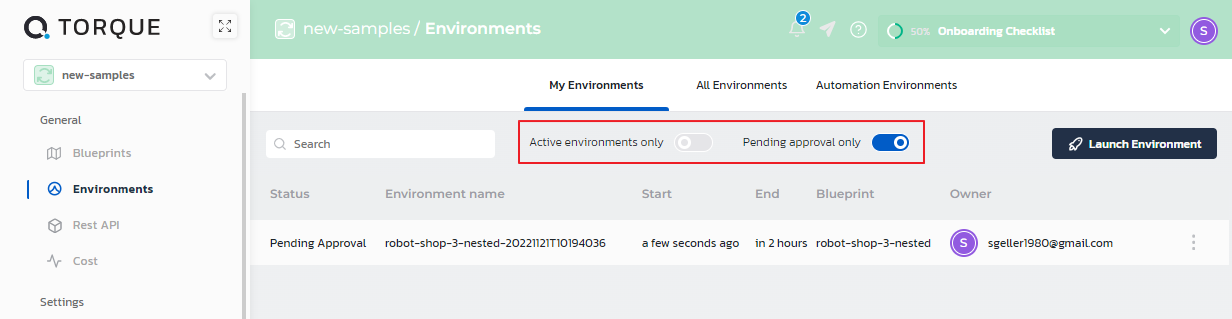 TORQUE
new-samples / Environments
2
50% Onboarding Checklist
S
new-samples
My Environments All Environments Automation Environments
General
Search
Active environments only Pending approval only
Launch Environment
Blueprints
Environments
Rest API
Cost
Settings
Status Environment name Start End Blueprint Owner
Pending Approval robot-shop-3-nested-20221121T10194036 a few seconds ago in 2 hours robot-shop-3-nested S sgeller1980@gmail.com